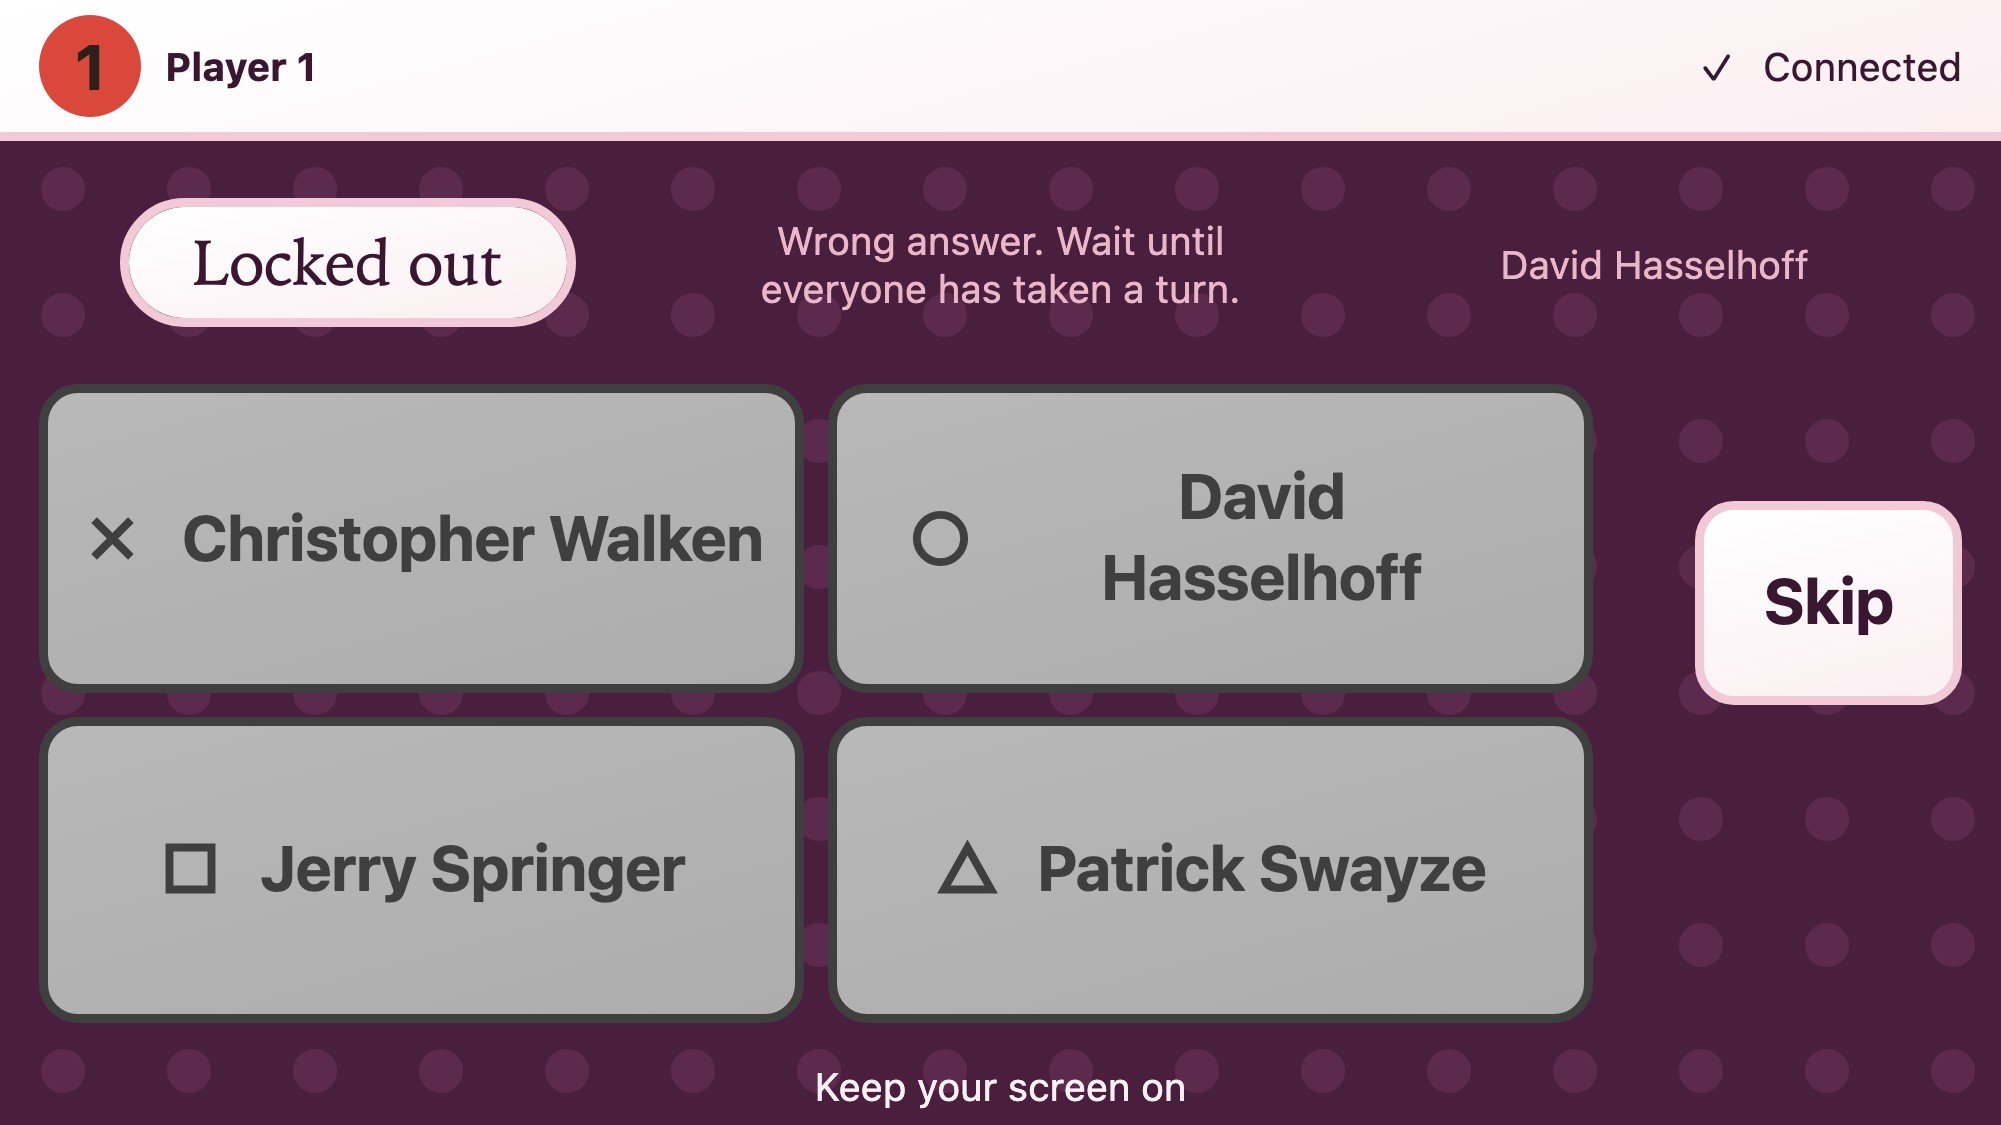 1 Player 1
✓ Connected
Locked out
Wrong answer. Wait until
everyone has taken a turn.
David Hasselhoff
Christopher Walken
David
Hasselhoff
Skip
Jerry Springer
Patrick Swayze
Keep your screen on